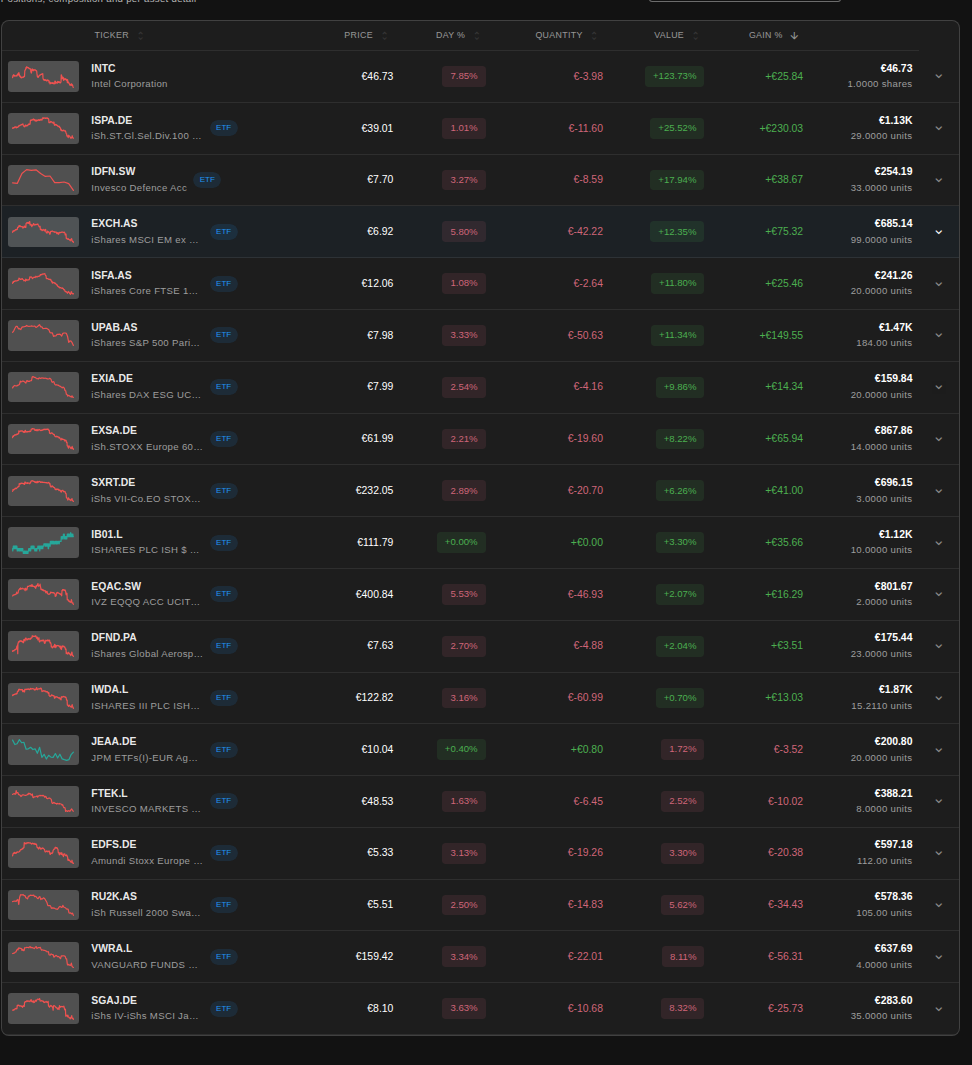 Positions, composition and per asset detail
TICKER PRICE DAY % QUANTITY VALUE GAIN %
INTC €46.73 7.85% €-3.98 +123.73% +€25.84 €46.73
Intel Corporation 1.0000 shares
ISPA.DE ETF €39.01 1.01% €-11.60 +25.52% +€230.03 €1.13K
iSh.ST.Gl.Sel.Div.100 ... 29.0000 units
IDFN.SW ETF €7.70 3.27% €-8.59 +17.94% +€38.67 €254.19
Invesco Defence Acc 33.0000 units
EXCH.AS ETF €6.92 5.80% €-42.22 +12.35% +€75.32 €685.14
iShares MSCI EM ex ... 99.0000 units
ISFA.AS ETF €12.06 1.08% €-2.64 +11.80% +€25.46 €241.26
iShares Core FTSE 1... 20.0000 units
UPAB.AS ETF €7.98 3.33% €-50.63 +11.34% +€149.55 €1.47K
iShares S&P 500 Pari... 184.00 units
EXIA.DE ETF €7.99 2.54% €-4.16 +9.86% +€14.34 €159.84
iShares DAX ESG UC... 20.0000 units
EXSA.DE ETF €61.99 2.21% €-19.60 +8.22% +€65.94 €867.86
iSh.STOXX Europe 60... 14.0000 units
SXRT.DE ETF €232.05 2.89% €-20.70 +6.26% +€41.00 €696.15
iShs VII-Co.EO STOX... 3.0000 units
IB01.L ETF €111.79 +0.00% +€0.00 +3.30% +€35.66 €1.12K
ISHARES PLC ISH $ ... 10.0000 units
EQAC.SW ETF €400.84 5.53% €-46.93 +2.07% +€16.29 €801.67
IVZ EQQQ ACC UCIT... 2.0000 units
DFND.PA ETF €7.63 2.70% €-4.88 +2.04% +€3.51 €175.44
iShares Global Aerosp... 23.0000 units
IWDA.L ETF €122.82 3.16% €-60.99 +0.70% +€13.03 €1.87K
ISHARES III PLC ISH... 15.2110 units
JEAA.DE ETF €10.04 +0.40% +€0.80 1.72% €-3.52 €200.80
JPM ETFs(I)-EUR Ag... 20.0000 units
FTEK.L ETF €48.53 1.63% €-6.45 2.52% €-10.02 €388.21
INVESCO MARKETS ... 8.0000 units
EDFS.DE ETF €5.33 3.13% €-19.26 3.30% €-20.38 €597.18
Amundi Stoxx Europe ... 112.00 units
RU2K.AS ETF €5.51 2.50% €-14.83 5.62% €-34.43 €578.36
iSh Russell 2000 Swa... 105.00 units
VWRA.L ETF €159.42 3.34% €-22.01 8.11% €-56.31 €637.69
VANGUARD FUNDS ... 4.0000 units
SGAJ.DE ETF €8.10 3.63% €-10.68 8.32% €-25.73 €283.60
iShs IV-iShs MSCI Ja... 35.0000 units